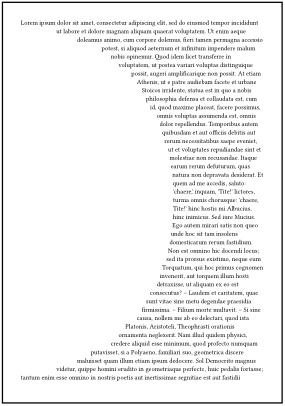 Lorem ipsum dolor sit amet, consectetur adipiscing elit, sed do eiusmod tempor incididunt
ut labore et dolore magnam aliquam quaerat voluptatem. Ut enim aeque
doleamus animo, cum corpore dolemus, fieri tamen permagna accessio
potest, si aliquod aeternum et infinitum impendere malum
nobis opinemur. Quod idem licet transferre in
voluptatem, ut postea variari voluptas distinguique
possit, augeri amplificarique non possit. At etiam
Athenis, ut e patre audiebam facete et urbane
Stoicos irridente, statua est in quo a nobis
philosophia defensa et collaudata est, cum
id, quod maxime placeat, facere possimus,
omnis voluptas assumenda est, omnis
dolor repellendus. Temporibus autem
quibusdam et aut officiis debitis aut
rerum necessitatibus saepe eveniet,
ut et voluptates repudiandae sint et
molestiae non recusandae. Itaque
earum rerum defuturum, quas
natura non depravata desiderat. Et
quem ad me accedis, saluto:
'chaere,' inquam, 'Tite!' lictores,
turma omnis chorusque: 'chaere,
Tite!' hinc hostis mi Albucius,
hinc inimicus. Sed iure Mucius.
Ego autem mirari satis non queo
unde hoc sit tam insolens
domesticarum rerum fastidium.
Non est omnino hic docendi locus;
sed ita prorsus existimo, neque eum
Torquatum, qui hoc primus cognomen
invenerit, aut torquem illum hosti
detraxisse, ut aliquam ex eo est
consecutus? – Laudem et caritatem, quae
sunt vitae sine metu degendae praesidia
firmissima. – Filium morte multavit. – Si sine
causa, nollem me ab eo delectari, quod ista
Platonis, Aristoteli, Theophrasti orationis
ornamenta neglexerit. Nam illud quidem physici,
credere aliquid esse minimum, quod profecto numquam
putavisset, si a Polyaeno, familiari suo, geometrica discere
maluisset quam illum etiam ipsum dedocere. Sol Democrito magnus
videtur, quippe homini erudito in geometriaque perfecto, huic pedalis fortasse;
tantum enim esse omnino in nostris poetis aut inertissimae segnitiae est aut fastidii